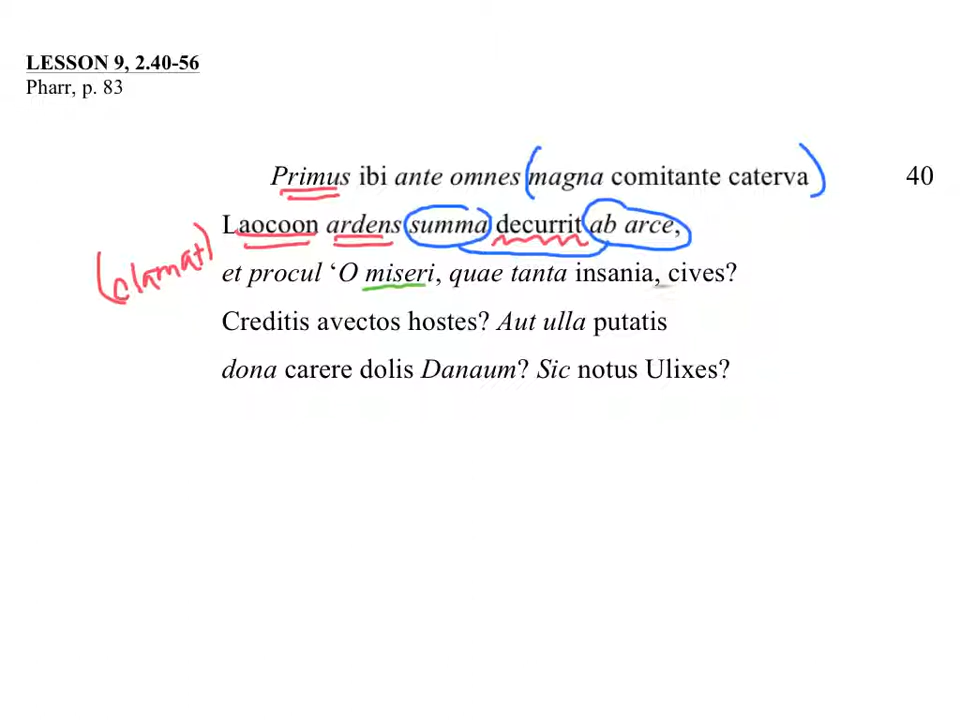 LESSON 9, 2.40-56
Pharr, p. 83
Primus ibi ante omnes (magna comitante caterva) 40
Laocoon ardens summa decurrit ab arce,
(clamat)
et procul ‘O miseri, quae tanta insania, cives?
Creditis avectos hostes? Aut ulla putatis
dona carere dolis Danaum? Sic notus Ulixes?